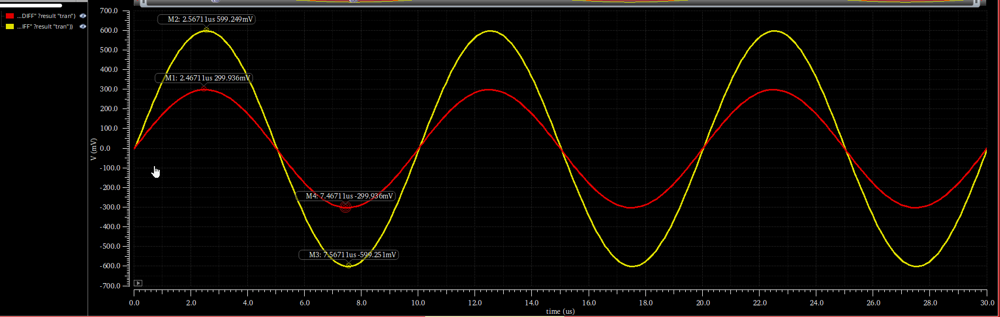 ...DIFF" ?result "tran")
...IFF" ?result "tran"))
700.0
600.0
500.0
400.0
300.0
200.0
100.0
0.0
-100.0
-200.0
-300.0
-400.0
-500.0
-600.0
-700.0
V (mV)
M2: 2.56711us 599.249mV
M1: 2.46711us 299.936mV
M4: 7.46711us -299.936mV
M3: 7.56711us -599.251mV
0.0 2.0 4.0 6.0 8.0 10.0 12.0 14.0 16.0 18.0 20.0 22.0 24.0 26.0 28.0 30.0
time (us)